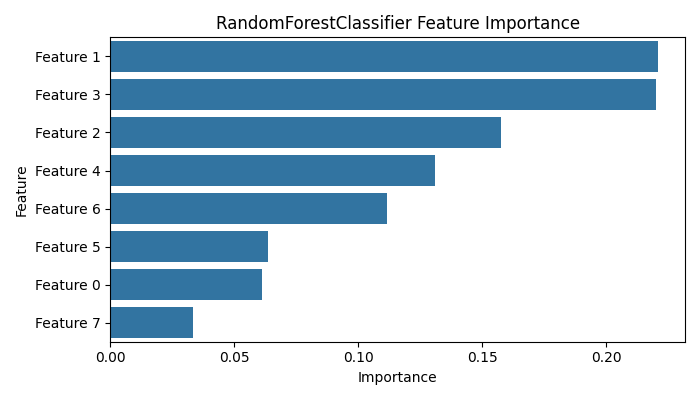 RandomForestClassifier Feature Importance
Feature 1
Feature 3
Feature 2
Feature 4
Feature 6
Feature 5
Feature 0
Feature 7
Feature
0.00 0.05 0.10 0.15 0.20
Importance